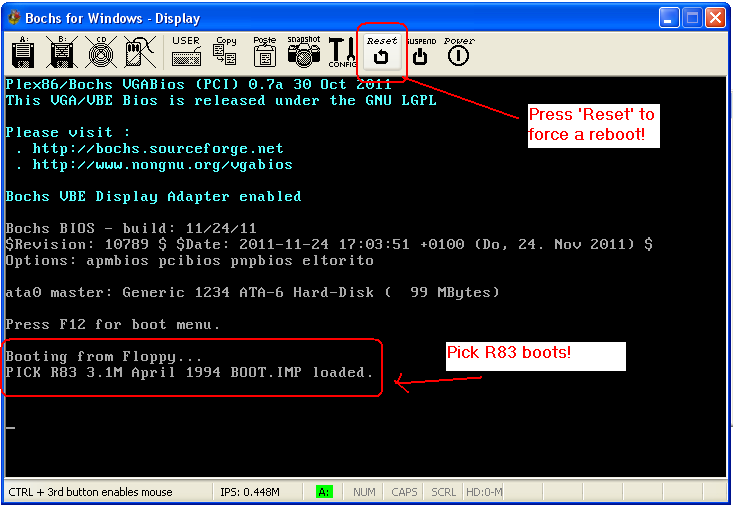 Bochs for Windows - Display
A: B: CD USER Copy Paste snapshot CONFIG Reset SUSPEND Power
Plex86/Bochs VGABios (PCI) 0.7a 30 Oct 2011
This VGA/VBE Bios is released under the GNU LGPL
Please visit :
. http://bochs.sourceforge.net
. http://www.nongnu.org/vgabios
Bochs VBE Display Adapter enabled
Bochs BIOS - build: 11/24/11
$Revision: 10789 $ $Date: 2011-11-24 17:03:51 +0100 (Do, 24. Nov 2011) $
Options: apmbios pcibios pnpbios eltorito
ata0 master: Generic 1234 ATA-6 Hard-Disk (  99 MBytes)
Press F12 for boot menu.
Booting from Floppy...
PICK R83 3.1M April 1994 BOOT.IMP loaded.
_
Press 'Reset' to
force a reboot!
Pick R83 boots!
CTRL + 3rd button enables mouse IPS: 0.448M A: NUM CAPS SCRL HD:0-M